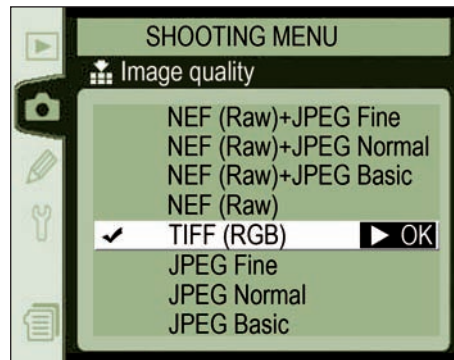 SHOOTING MENU
Image quality
NEF (Raw)+JPEG Fine
NEF (Raw)+JPEG Normal
NEF (Raw)+JPEG Basic
NEF (Raw)
TIFF (RGB) OK
JPEG Fine
JPEG Normal
JPEG Basic